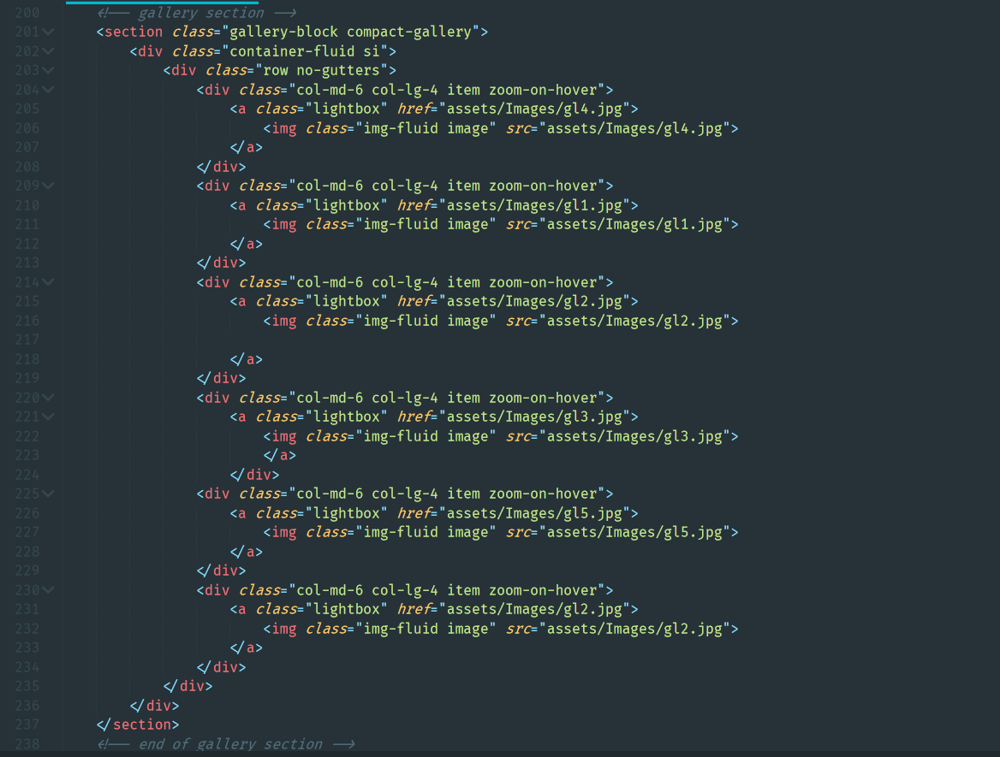 200 <!-- gallery section -->
201 <section class="gallery-block compact-gallery">
202 <div class="container-fluid si">
203 <div class="row no-gutters">
204 <div class="col-md-6 col-lg-4 item zoom-on-hover">
205 <a class="lightbox" href="assets/Images/gl4.jpg">
206 <img class="img-fluid image" src="assets/Images/gl4.jpg">
207 </a>
208 </div>
209 <div class="col-md-6 col-lg-4 item zoom-on-hover">
210 <a class="lightbox" href="assets/Images/gl1.jpg">
211 <img class="img-fluid image" src="assets/Images/gl1.jpg">
212 </a>
213 </div>
214 <div class="col-md-6 col-lg-4 item zoom-on-hover">
215 <a class="lightbox" href="assets/Images/gl2.jpg">
216 <img class="img-fluid image" src="assets/Images/gl2.jpg">
217
218 </a>
219 </div>
220 <div class="col-md-6 col-lg-4 item zoom-on-hover">
221 <a class="lightbox" href="assets/Images/gl3.jpg">
222 <img class="img-fluid image" src="assets/Images/gl3.jpg">
223 </a>
224 </div>
225 <div class="col-md-6 col-lg-4 item zoom-on-hover">
226 <a class="lightbox" href="assets/Images/gl5.jpg">
227 <img class="img-fluid image" src="assets/Images/gl5.jpg">
228 </a>
229 </div>
230 <div class="col-md-6 col-lg-4 item zoom-on-hover">
231 <a class="lightbox" href="assets/Images/gl2.jpg">
232 <img class="img-fluid image" src="assets/Images/gl2.jpg">
233 </a>
234 </div>
235 </div>
236 </div>
237 </section>
238 <!-- end of gallery section -->